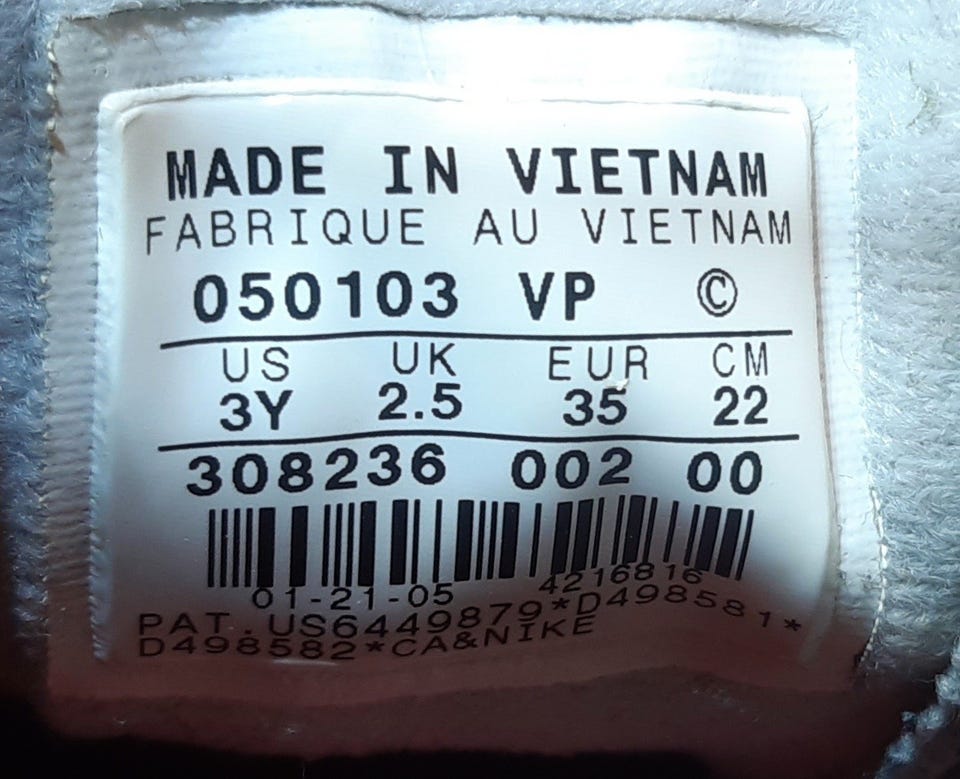 MADE IN VIETNAM
FABRIQUE AU VIETNAM
050103 VP ©
US UK EUR CM
3Y 2.5 35 22
308236 002 00
01-21-05 4216816
PAT.US6449879*D498581*
D498582*CA&NIKE